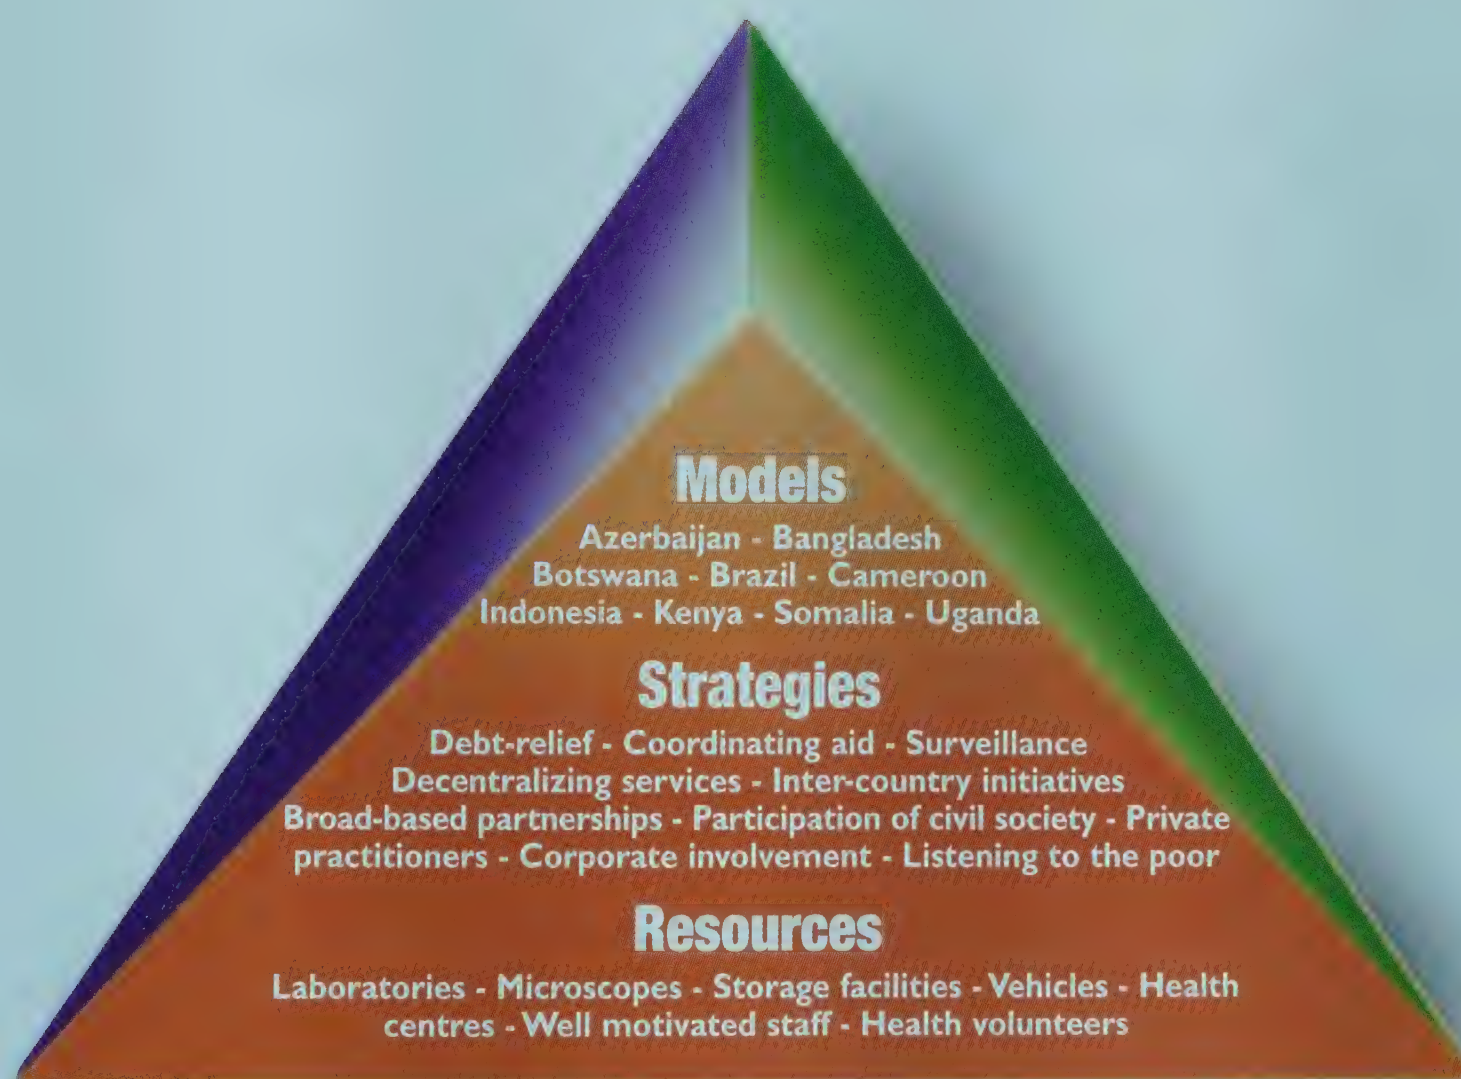 Models
Azerbaijan - Bangladesh
Botswana - Brazil - Cameroon
Indonesia - Kenya - Somalia - Uganda
Strategies
Debt-relief - Coordinating aid - Surveillance
Decentralizing services - Inter-country initiatives
Broad-based partnerships - Participation of civil society - Private
practitioners - Corporate involvement - Listening to the poor
Resources
Laboratories - Microscopes - Storage facilities - Vehicles - Health
centres - Well motivated staff - Health volunteers